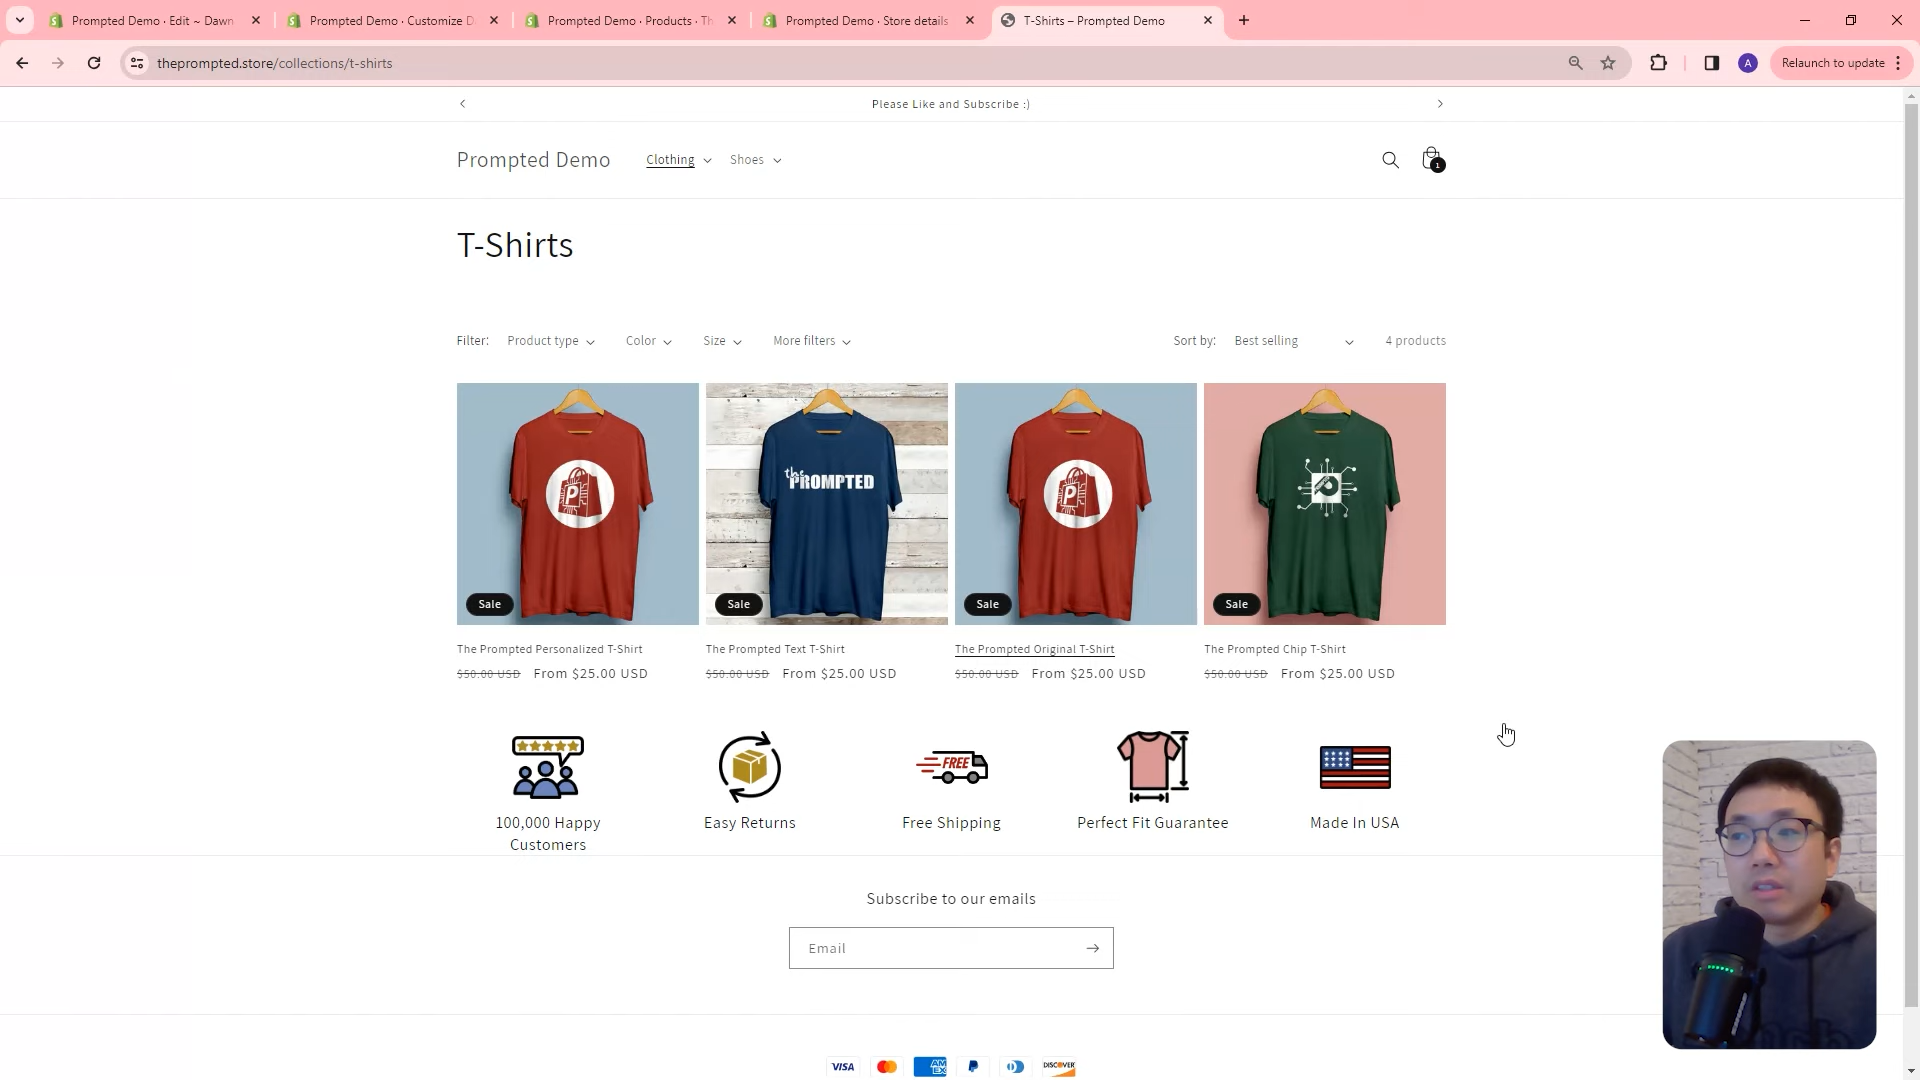 Prompted Demo · Edit ~ Dawn
Prompted Demo · Customize D
Prompted Demo · Products · Th
Prompted Demo · Store details
T-Shirts – Prompted Demo
theprompted.store/collections/t-shirts
A
Relaunch to update
Please Like and Subscribe :)
Prompted Demo
Clothing
Shoes
1
T-Shirts
Filter:
Product type
Color
Size
More filters
Sort by:
Best selling
4 products
P
the PROMPTED
P
Sale
Sale
Sale
Sale
The Prompted Personalized T-Shirt
The Prompted Text T-Shirt
The Prompted Original T-Shirt
The Prompted Chip T-Shirt
$50.00 USD From $25.00 USD
$50.00 USD From $25.00 USD
$50.00 USD From $25.00 USD
$50.00 USD From $25.00 USD
FREE
100,000 Happy
Customers
Easy Returns
Free Shipping
Perfect Fit Guarantee
Made In USA
Subscribe to our emails
Email
VISA
AM
EX
DISCOVER